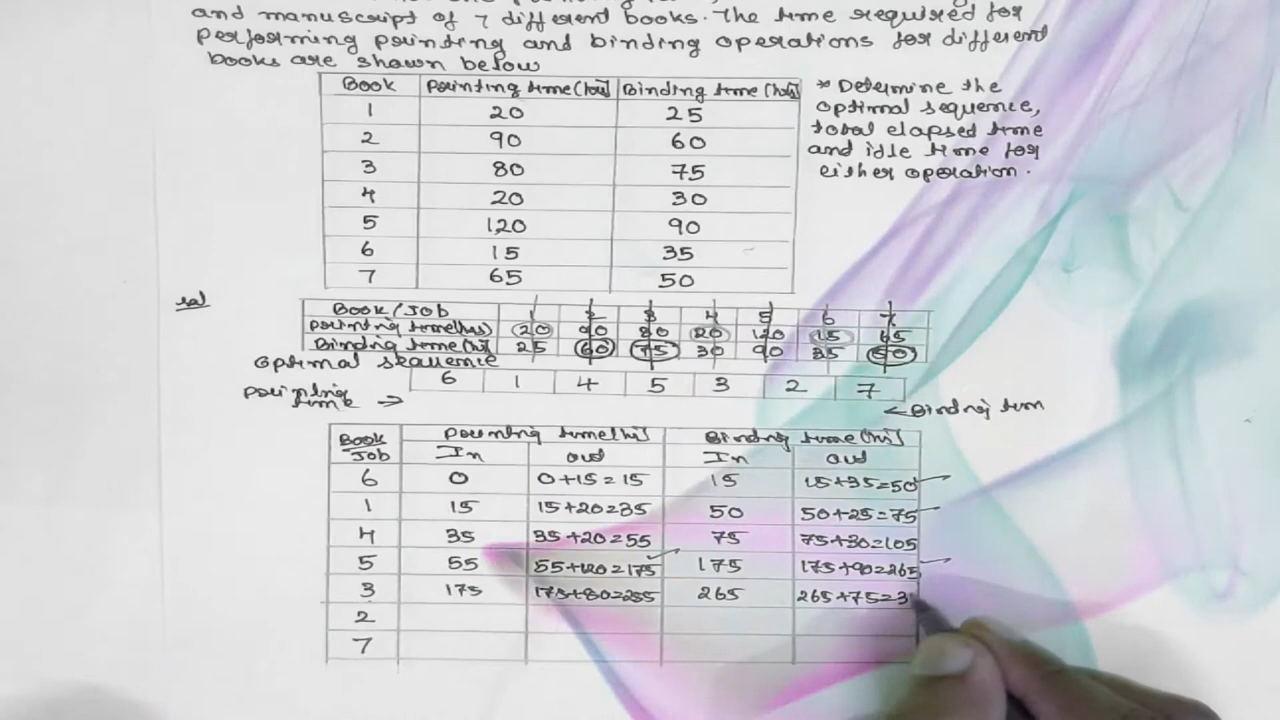 and manuscript of 7 different books. The time required for
performing printing and binding operations for different
books are shown below
Book Printing time (hrs) Binding time (hrs)
1 20 25
2 90 60
3 80 75
4 20 30
5 120 90
6 15 35
7 65 50
* Determine the
optimal sequence,
total elapsed time
and idle time for
either operation.
sol
Book/Job 1 2 3 4 5 6 7
Printing time (hrs) 20 90 80 20 120 15 65
Binding time (hr) 25 60 75 30 90 35 50
optimal sequence
6 1 4 5 3 2 7
Printing
time →
← Binding tim
Book Printing time (hr) Binding time (hr)
Job In out In out
6 0 0+15=15 15 15+35=50
1 15 15+20=35 50 50+25=75
4 35 35+20=55 75 75+30=105
5 55 55+120=175 175 175+90=265
3 175 175+80=255 265 265+75=3
2
7